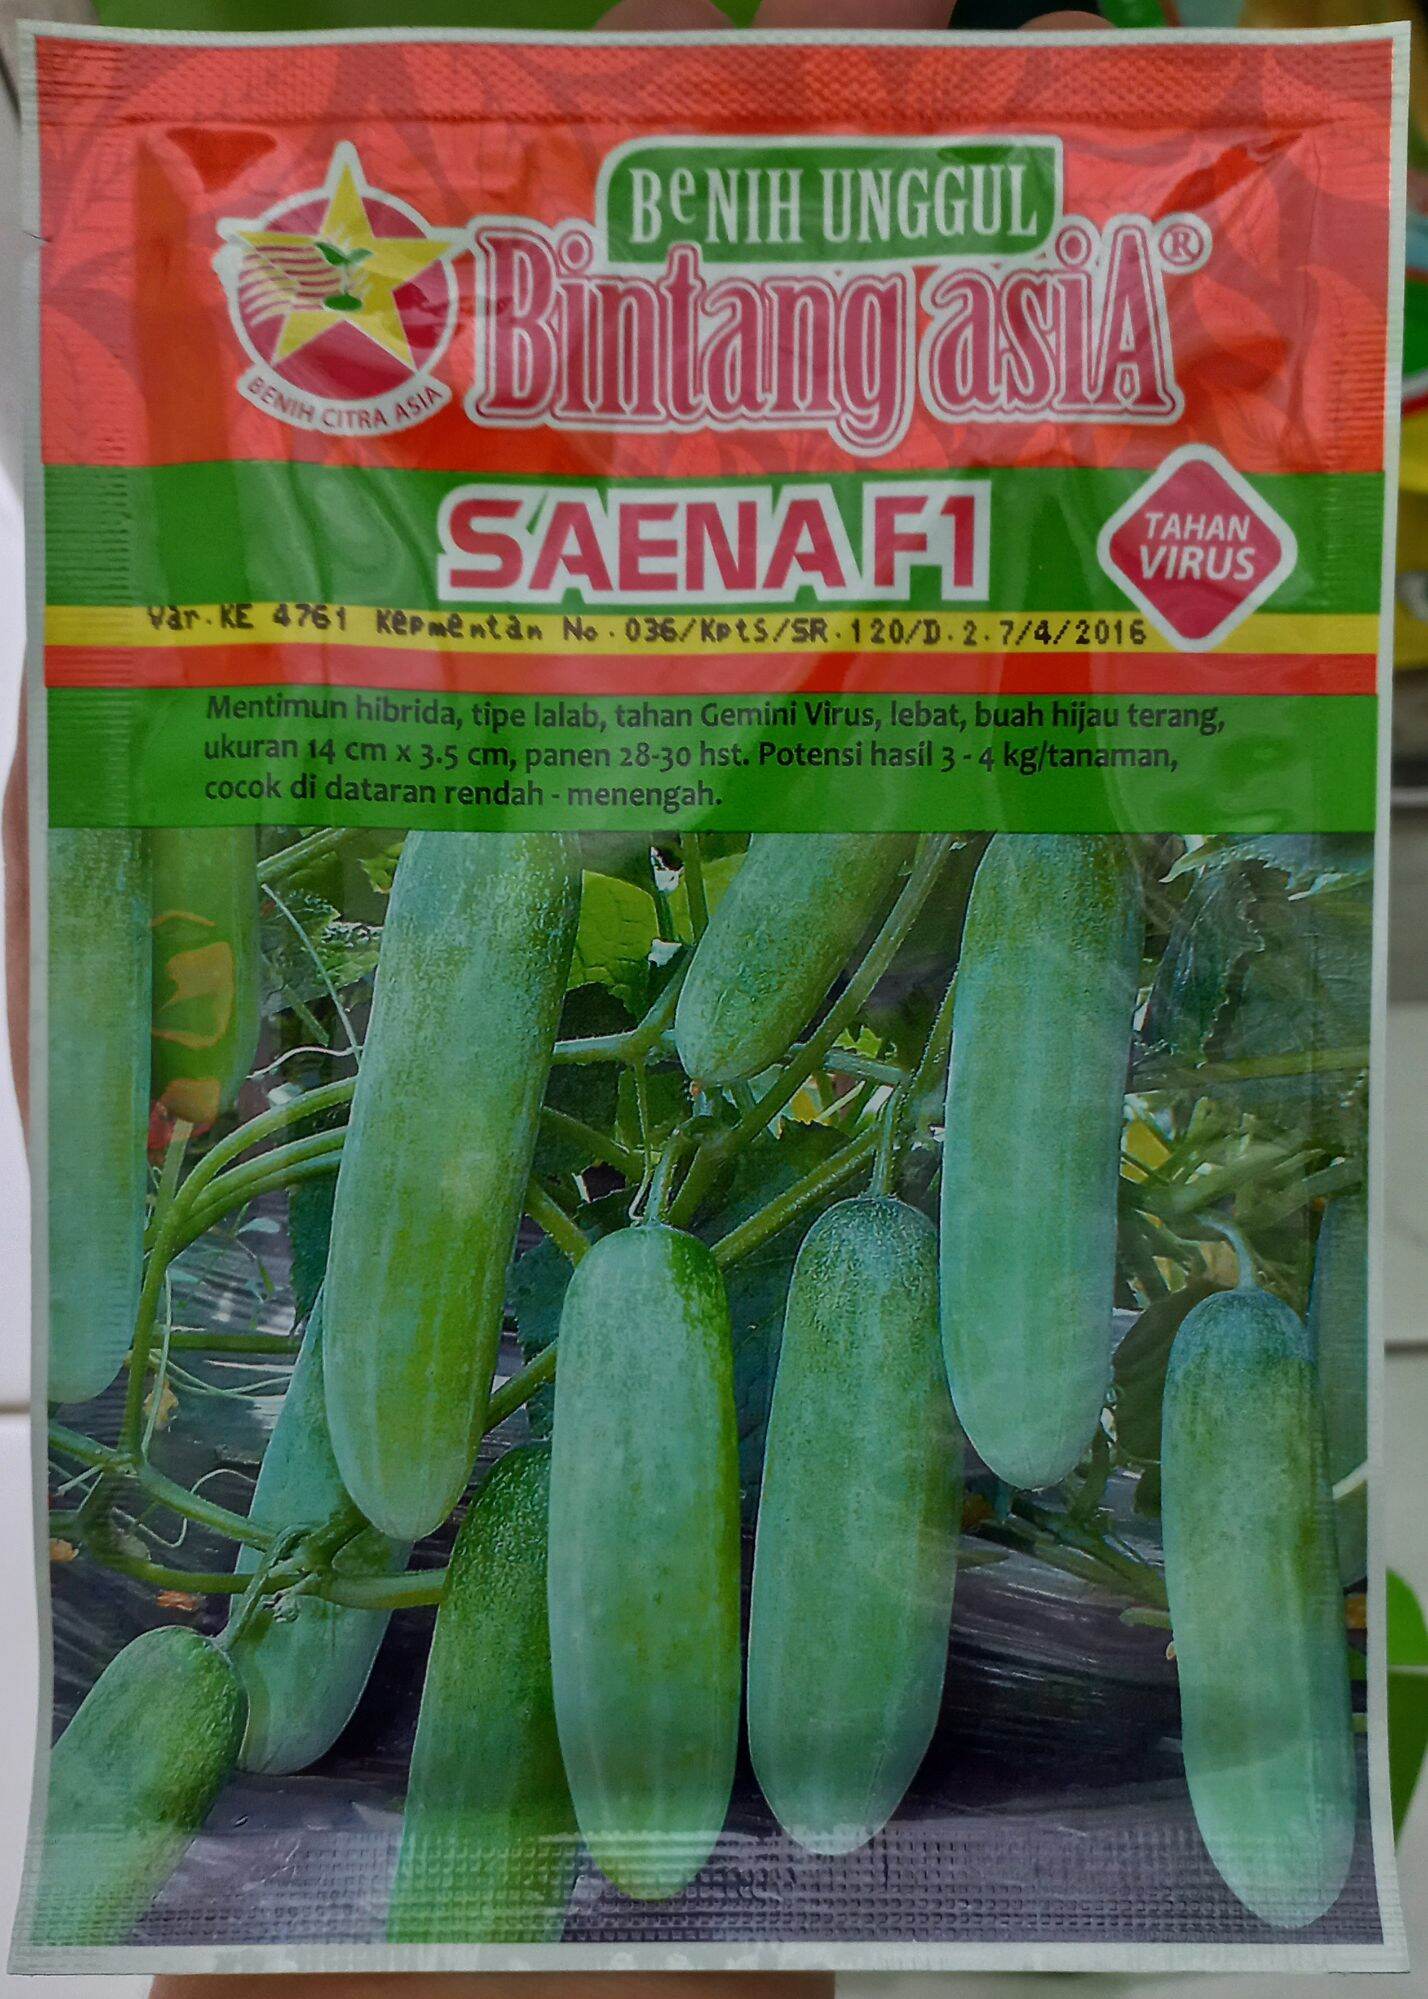 BeNIH UNGGUL
Bintang asiA®
BENIH CITRA ASIA
SAENA F1
TAHAN
VIRUS
Var. KE 4761 Kepmentan No. 036/Kpts/SR.120/D.2.7/4/2016
Mentimun hibrida, tipe lalab, tahan Gemini Virus, lebat, buah hijau terang,
ukuran 14 cm x 3.5 cm, panen 28-30 hst. Potensi hasil 3 - 4 kg/tanaman,
cocok di dataran rendah - menengah.